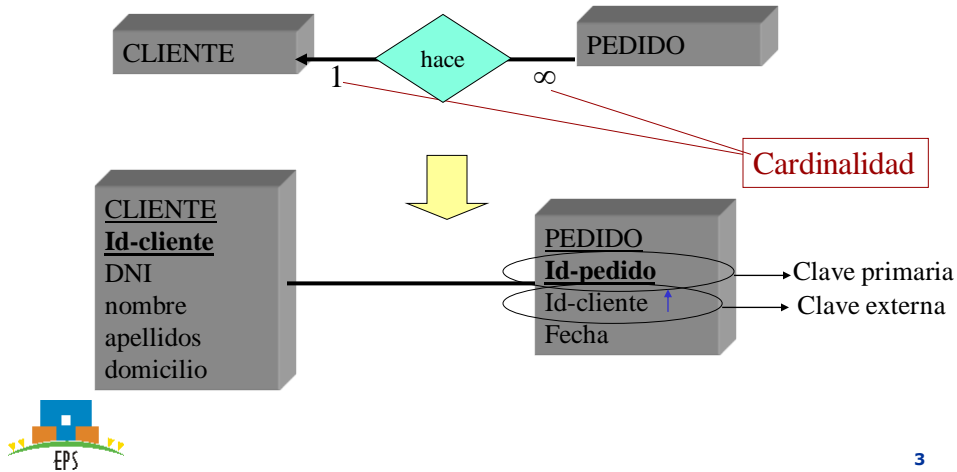 CLIENTE
hace
PEDIDO
1
∞
Cardinalidad
CLIENTE
Id-cliente
DNI
nombre
apellidos
domicilio
PEDIDO
Id-pedido
Id-cliente
Fecha
Clave primaria
Clave externa
EPS
3